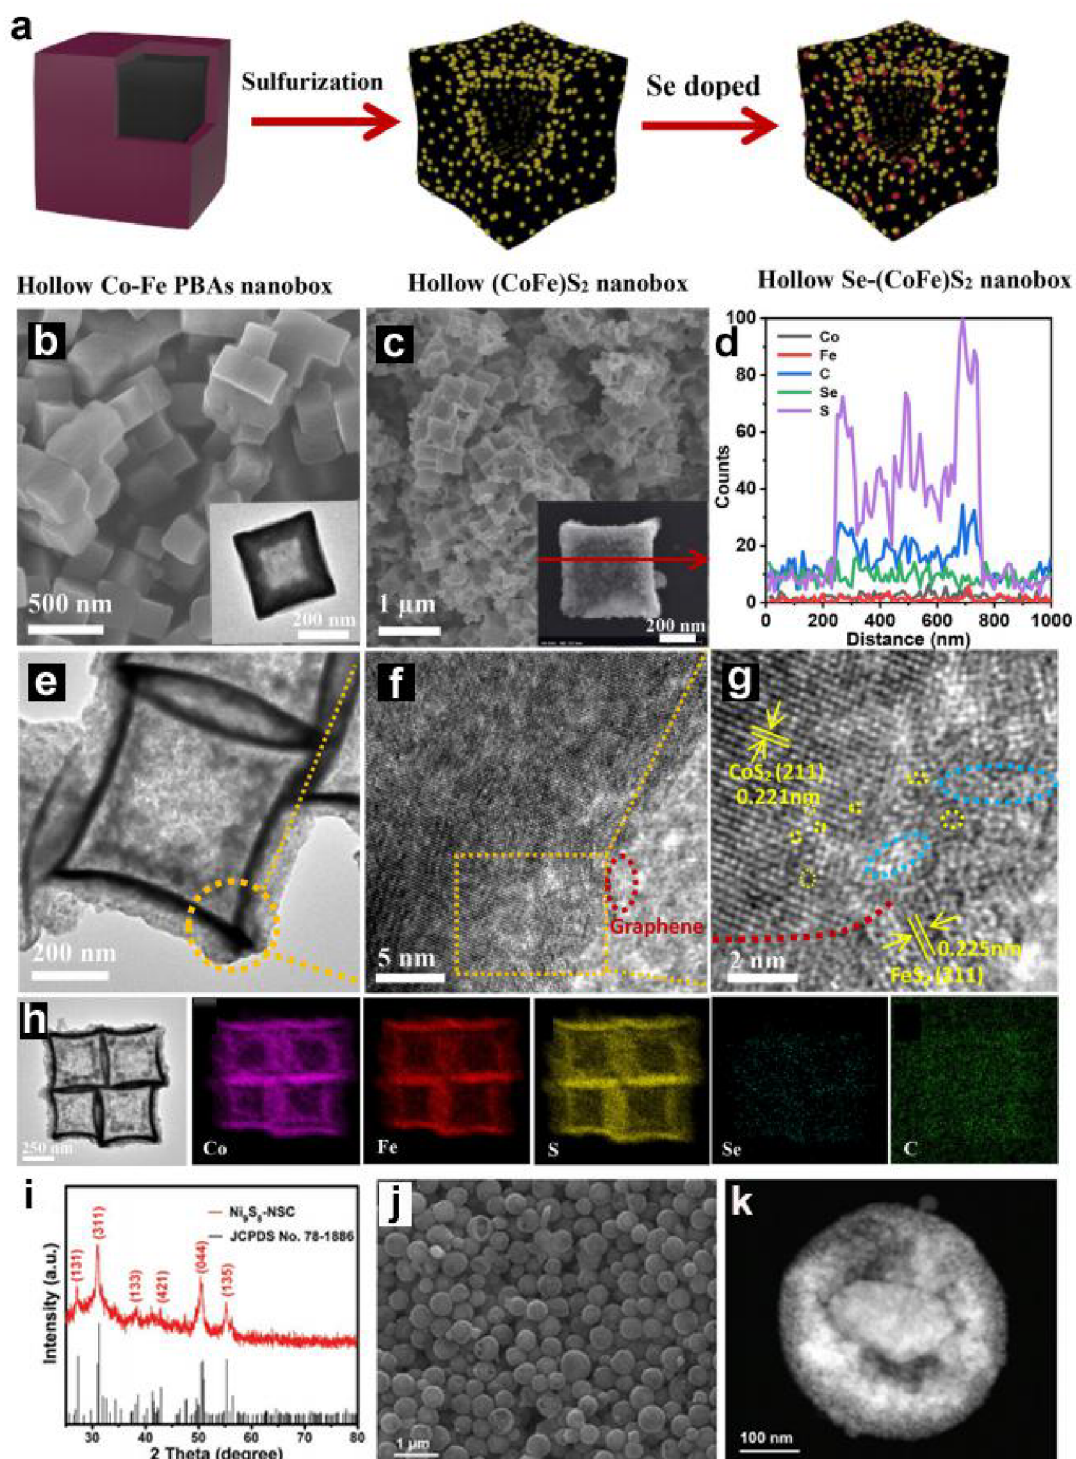 a
Sulfurization
Se doped
Hollow Co-Fe PBAs nanobox
Hollow (CoFe)S₂ nanobox
Hollow Se-(CoFe)S₂ nanobox
b
500 nm
200 nm
c
1 μm
200 nm
d
Co
Fe
C
Se
S
100
80
60
40
20
0
Counts
0 200 400 600 800 1000
Distance (nm)
e
200 nm
f
Graphene
5 nm
g
CoS₂ (211)
0.221nm
0.225nm
FeS₂ (311)
2 nm
h
250 nm
Co
Fe
S
Se
C
i
Ni₉S₈-NSC
JCPDS No. 78-1886
(131)
(311)
(133)
(421)
(044)
(135)
Intensity (a.u.)
30 40 50 60 70 80
2 Theta (degree)
j
1 μm
k
100 nm